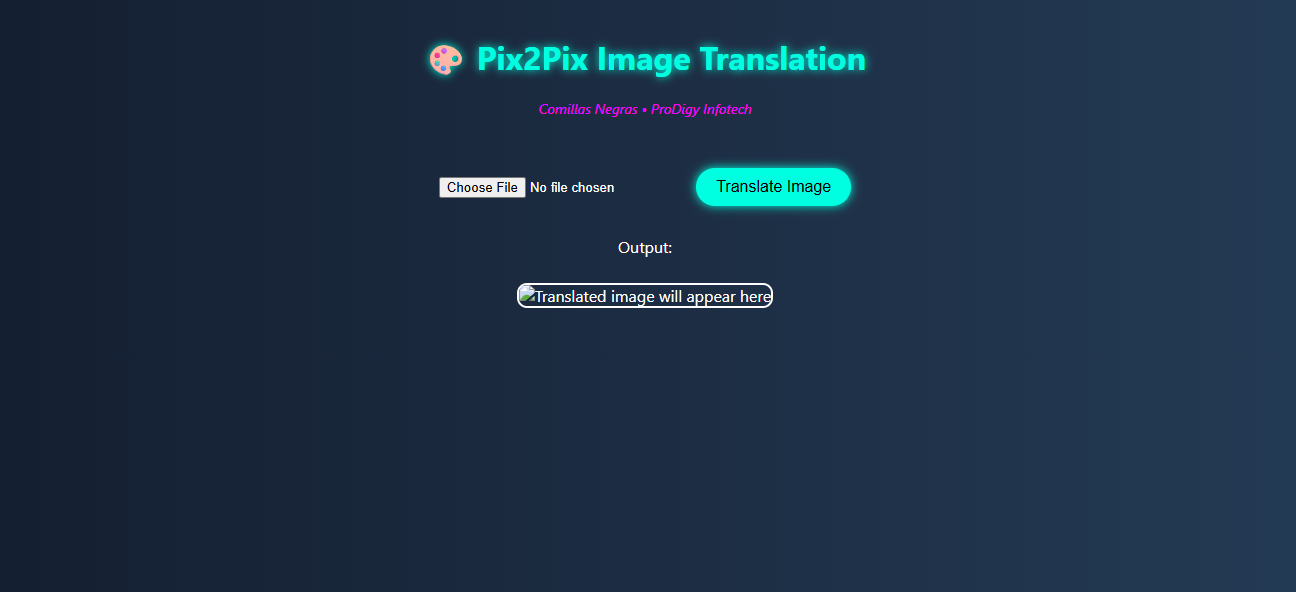 🎨 Pix2Pix Image Translation
Comillas Negras • ProDigy Infotech
Choose File No file chosen
Translate Image
Output:
Translated image will appear here